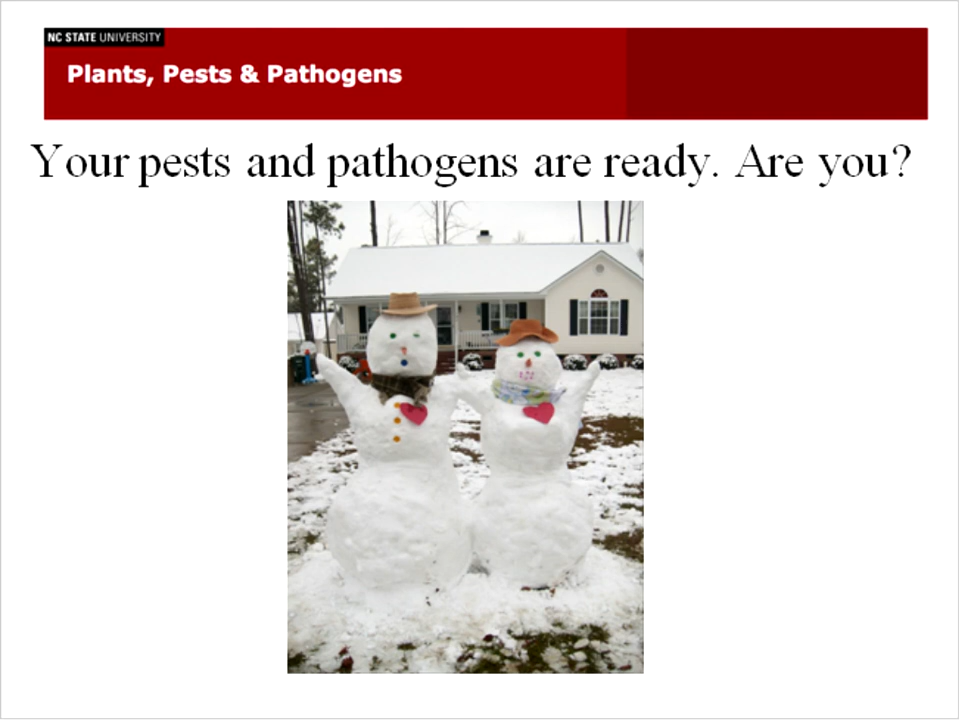 NC STATE UNIVERSITY
Plants, Pests & Pathogens
Your pests and pathogens are ready. Are you?